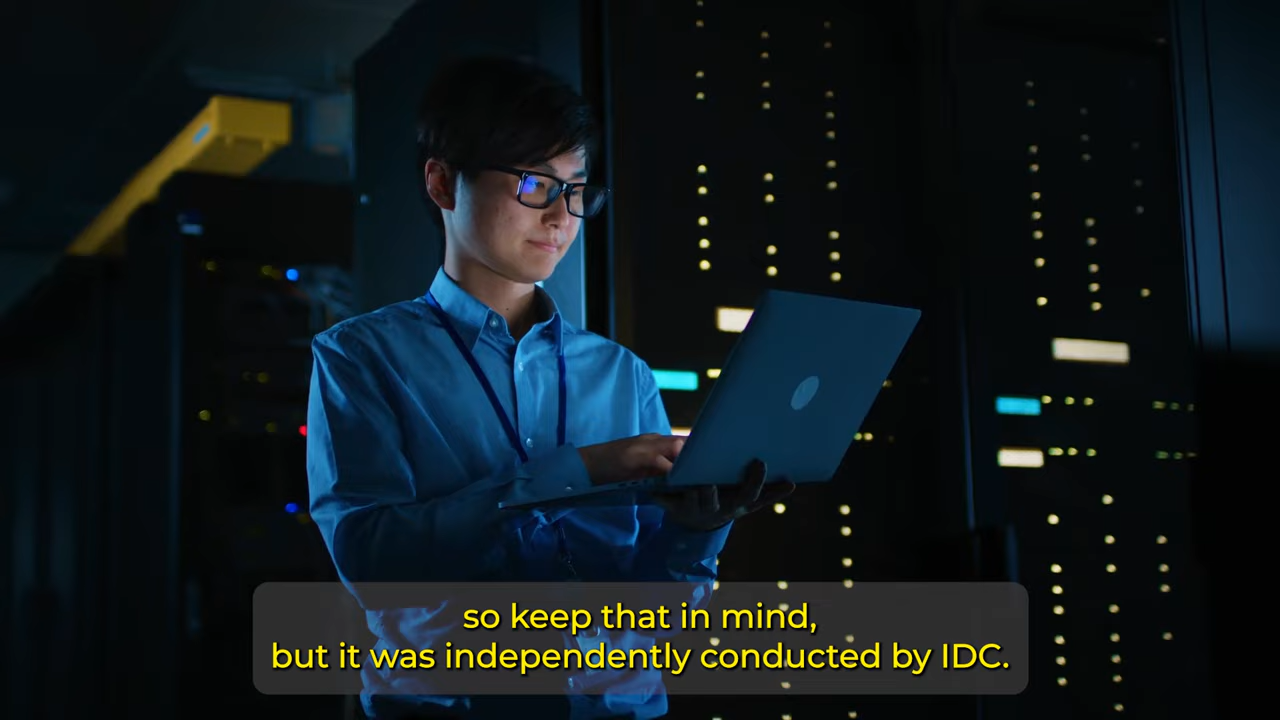 so keep that in mind,
but it was independently conducted by IDC.